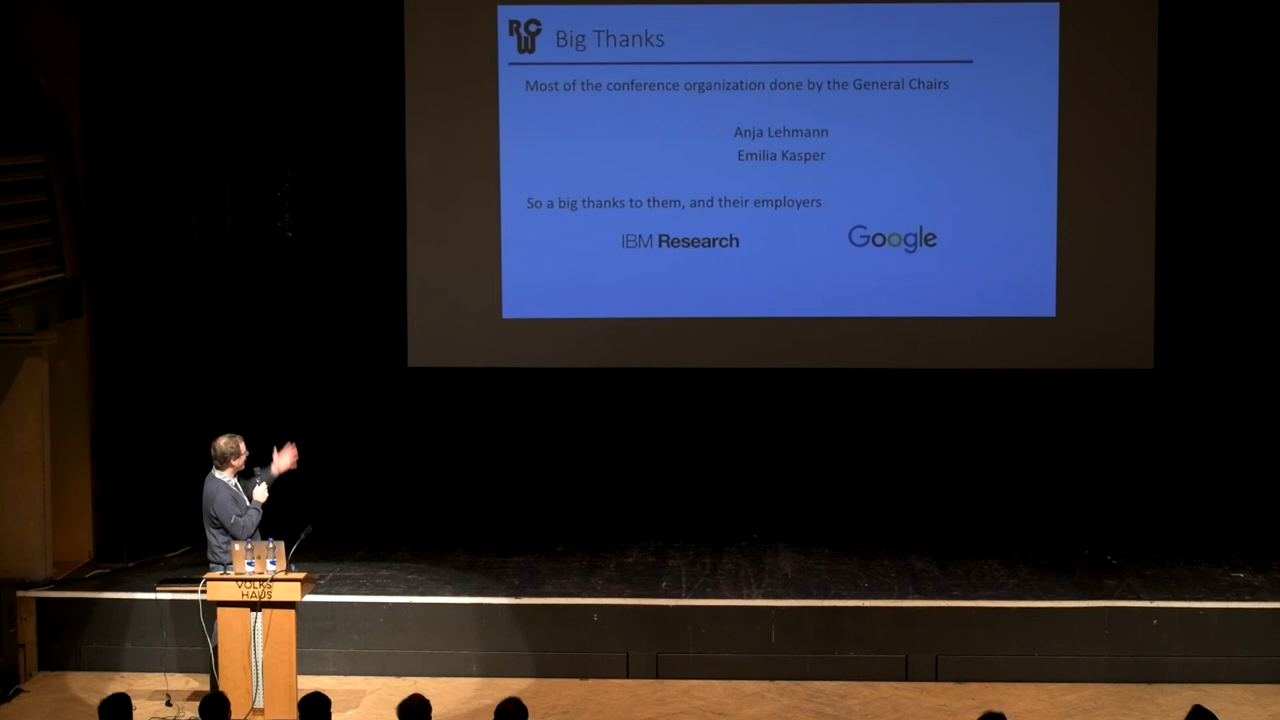 RCW
Big Thanks
Most of the conference organization done by the General Chairs
Anja Lehmann
Emilia Kasper
So a big thanks to them, and their employers
IBM Research
Google
VOLKS
HAUS